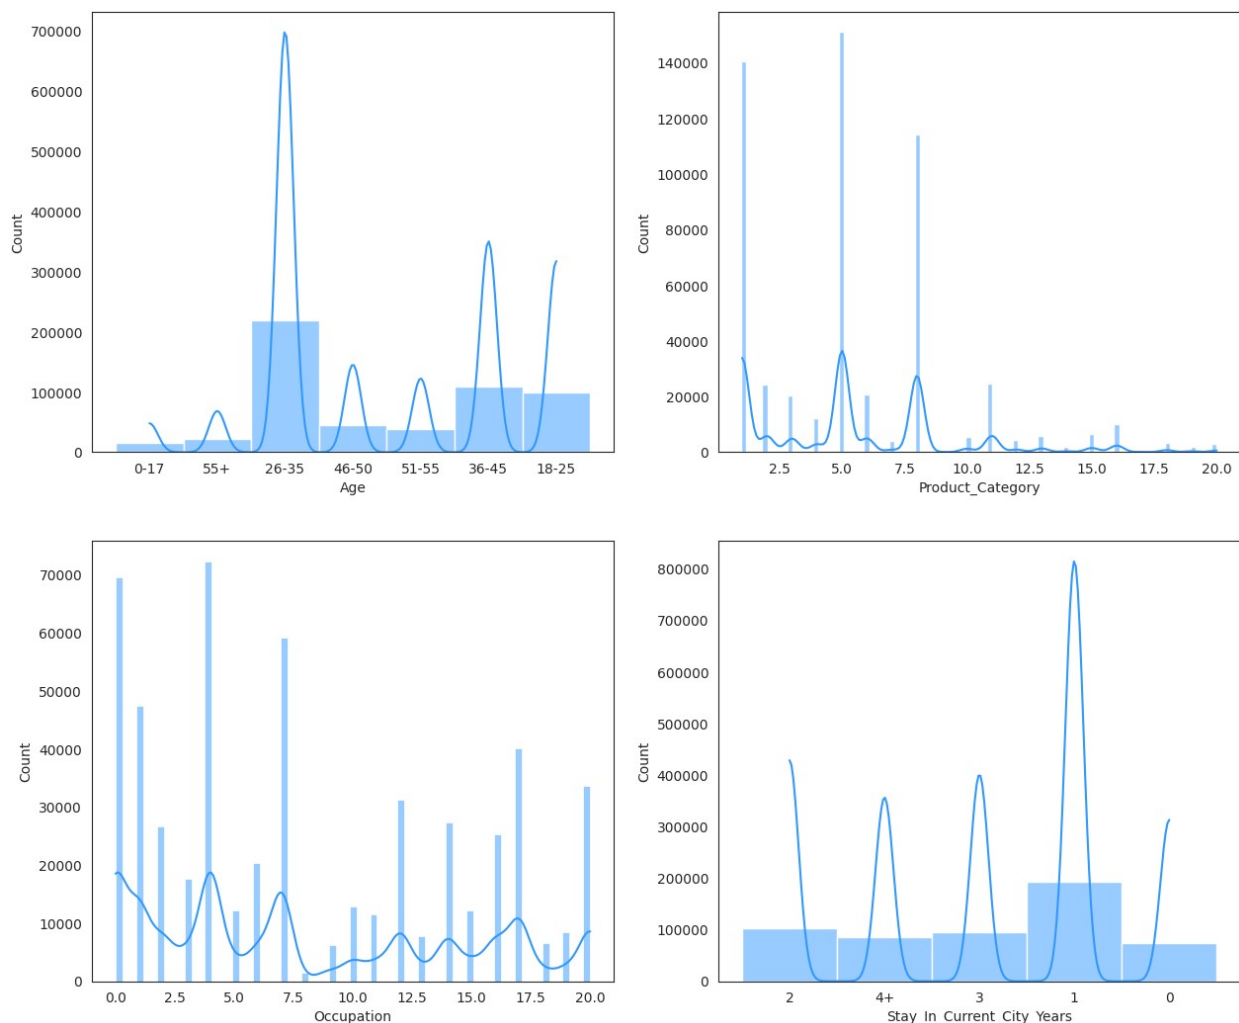 700000
600000
500000
400000
300000
200000
100000
0
Count
0-17 55+ 26-35 46-50 51-55 36-45 18-25
Age
140000
120000
100000
80000
60000
40000
20000
0
Count
2.5 5.0 7.5 10.0 12.5 15.0 17.5 20.0
Product_Category
70000
60000
50000
40000
30000
20000
10000
0
Count
0.0 2.5 5.0 7.5 10.0 12.5 15.0 17.5 20.0
Occupation
800000
700000
600000
500000
400000
300000
200000
100000
0
Count
2 4+ 3 1 0
Stay_In_Current_City_Years